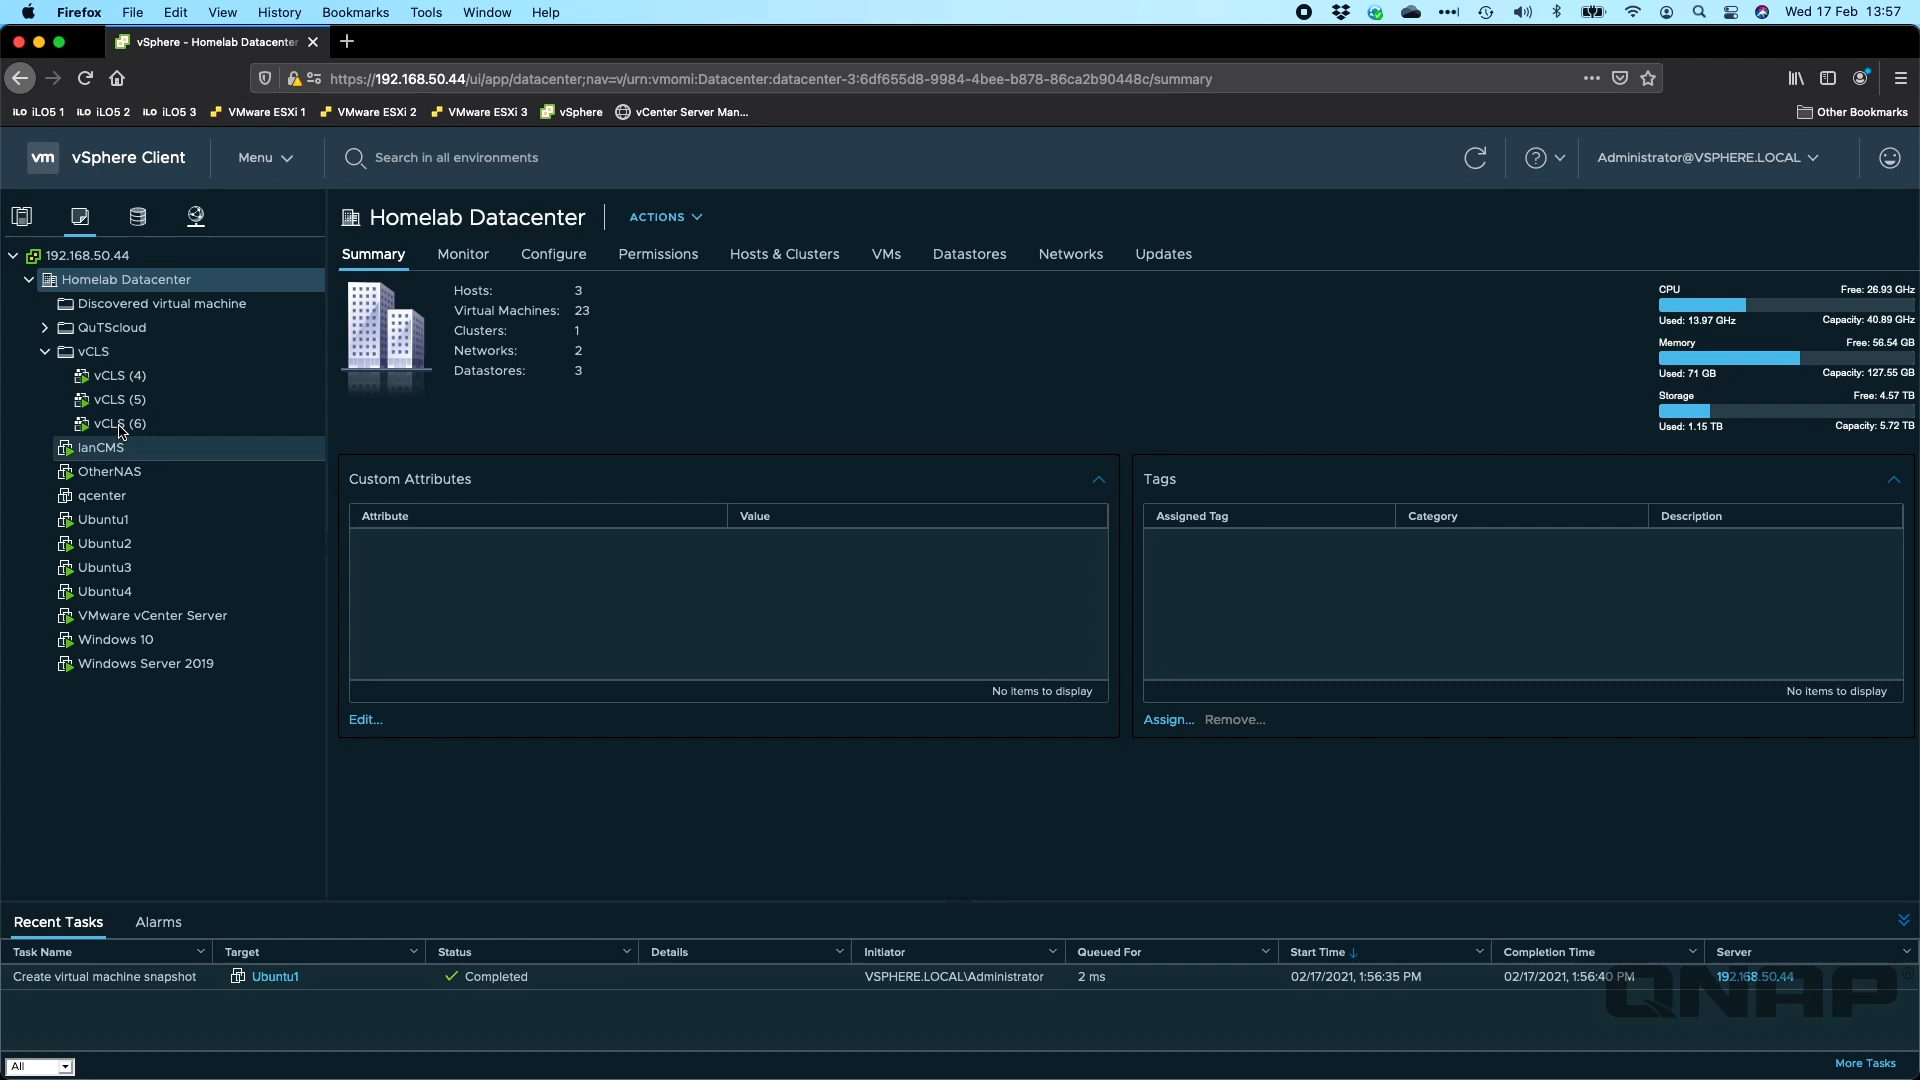 Firefox File Edit View History Bookmarks Tools Window Help Wed 17 Feb 13:57
vSphere - Homelab Datacenter
https://192.168.50.44/ui/app/datacenter;nav=v/urn:vmomi:Datacenter:datacenter-3:6df655d8-9984-4bee-b878-86ca2b90448c/summary
iLO iLO5 1 iLO iLO5 2 iLO iLO5 3 VMware ESXi 1 VMware ESXi 2 VMware ESXi 3 vSphere vCenter Server Man... Other Bookmarks
vm vSphere Client Menu Search in all environments Administrator@VSPHERE.LOCAL
Homelab Datacenter ACTIONS
Summary Monitor Configure Permissions Hosts & Clusters VMs Datastores Networks Updates
192.168.50.44
Homelab Datacenter
Discovered virtual machine
QuTScloud
vCLS
vCLS (4)
vCLS (5)
vCLS (6)
IanCMS
OtherNAS
qcenter
Ubuntu1
Ubuntu2
Ubuntu3
Ubuntu4
VMware vCenter Server
Windows 10
Windows Server 2019
Hosts: 3
Virtual Machines: 23
Clusters: 1
Networks: 2
Datastores: 3
CPU Free: 26.93 GHz
Used: 13.97 GHz Capacity: 40.89 GHz
Memory Free: 56.54 GB
Used: 71 GB Capacity: 127.55 GB
Storage Free: 4.57 TB
Used: 1.15 TB Capacity: 5.72 TB
Custom Attributes
Attribute Value
No items to display
Edit...
Tags
Assigned Tag Category Description
No items to display
Assign... Remove...
Recent Tasks Alarms
Task Name Target Status Details Initiator Queued For Start Time Completion Time Server
Create virtual machine snapshot Ubuntu1 Completed VSPHERE.LOCAL\Administrator 2 ms 02/17/2021, 1:56:35 PM 02/17/2021, 1:56:40 PM 192.168.50.44
QNAP
All More Tasks